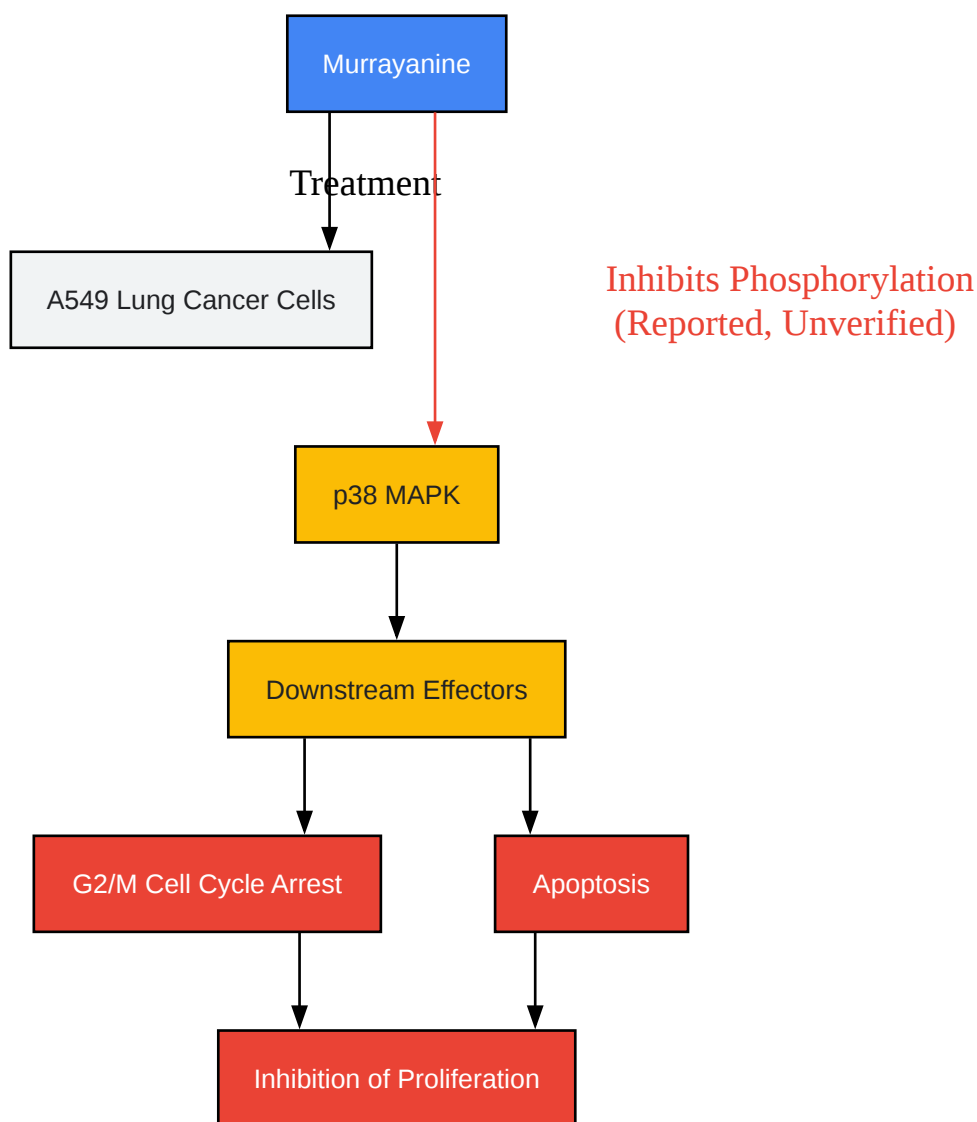 Murrayanine
Treatment
A549 Lung Cancer Cells
Inhibits Phosphorylation
(Reported, Unverified)
p38 MAPK
Downstream Effectors
G2/M Cell Cycle Arrest
Apoptosis
Inhibition of Proliferation